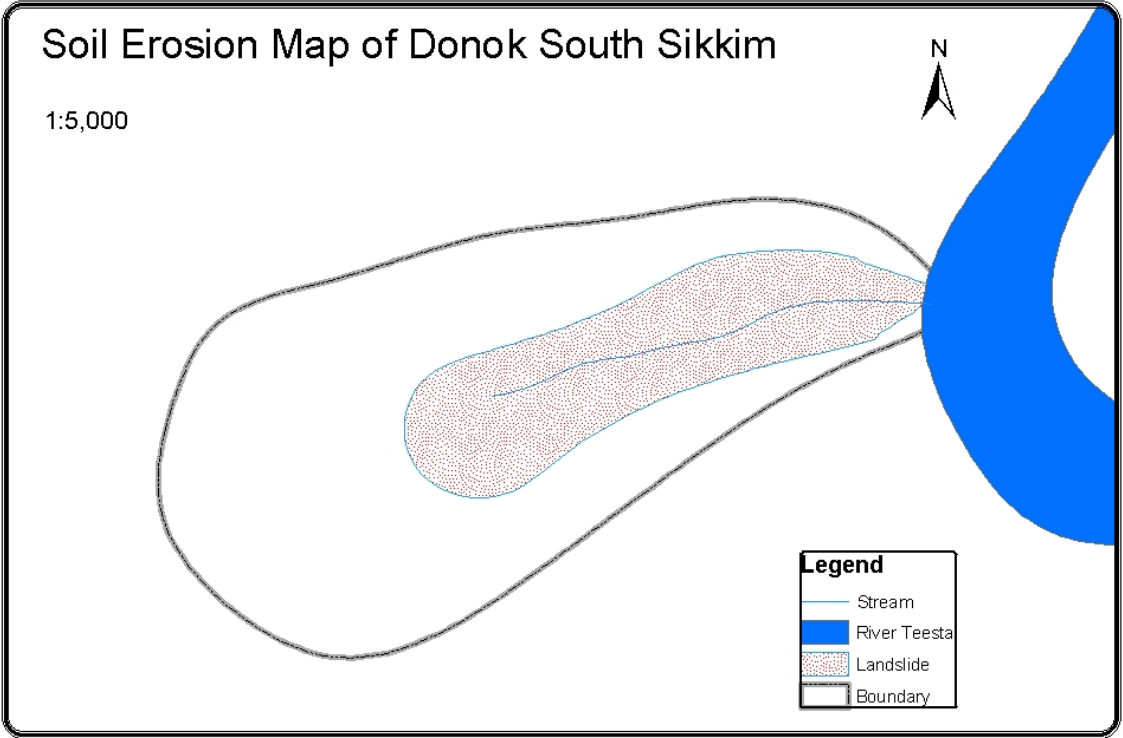 Soil Erosion Map of Donok South Sikkim
N
1:5,000
Legend
Stream
River Teesta
Landslide
Boundary